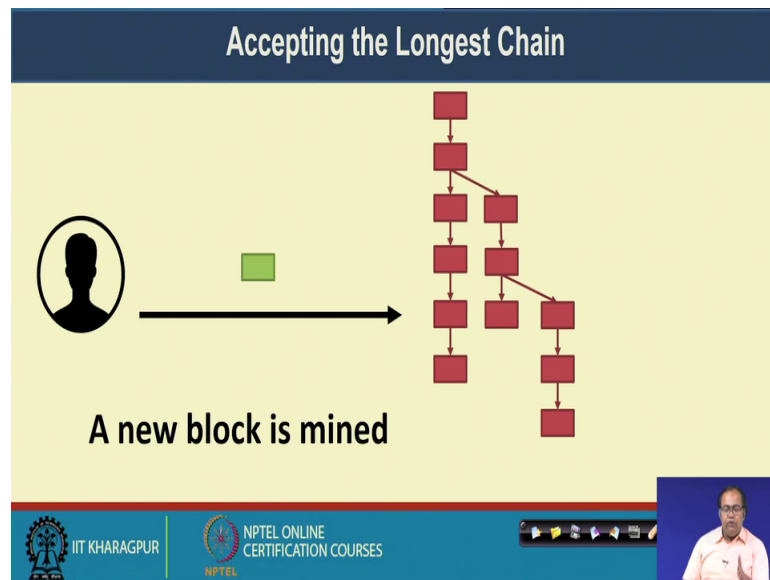 Accepting the Longest Chain
A new block is mined
IIT KHARAGPUR
NPTEL
NPTEL ONLINE
CERTIFICATION COURSES